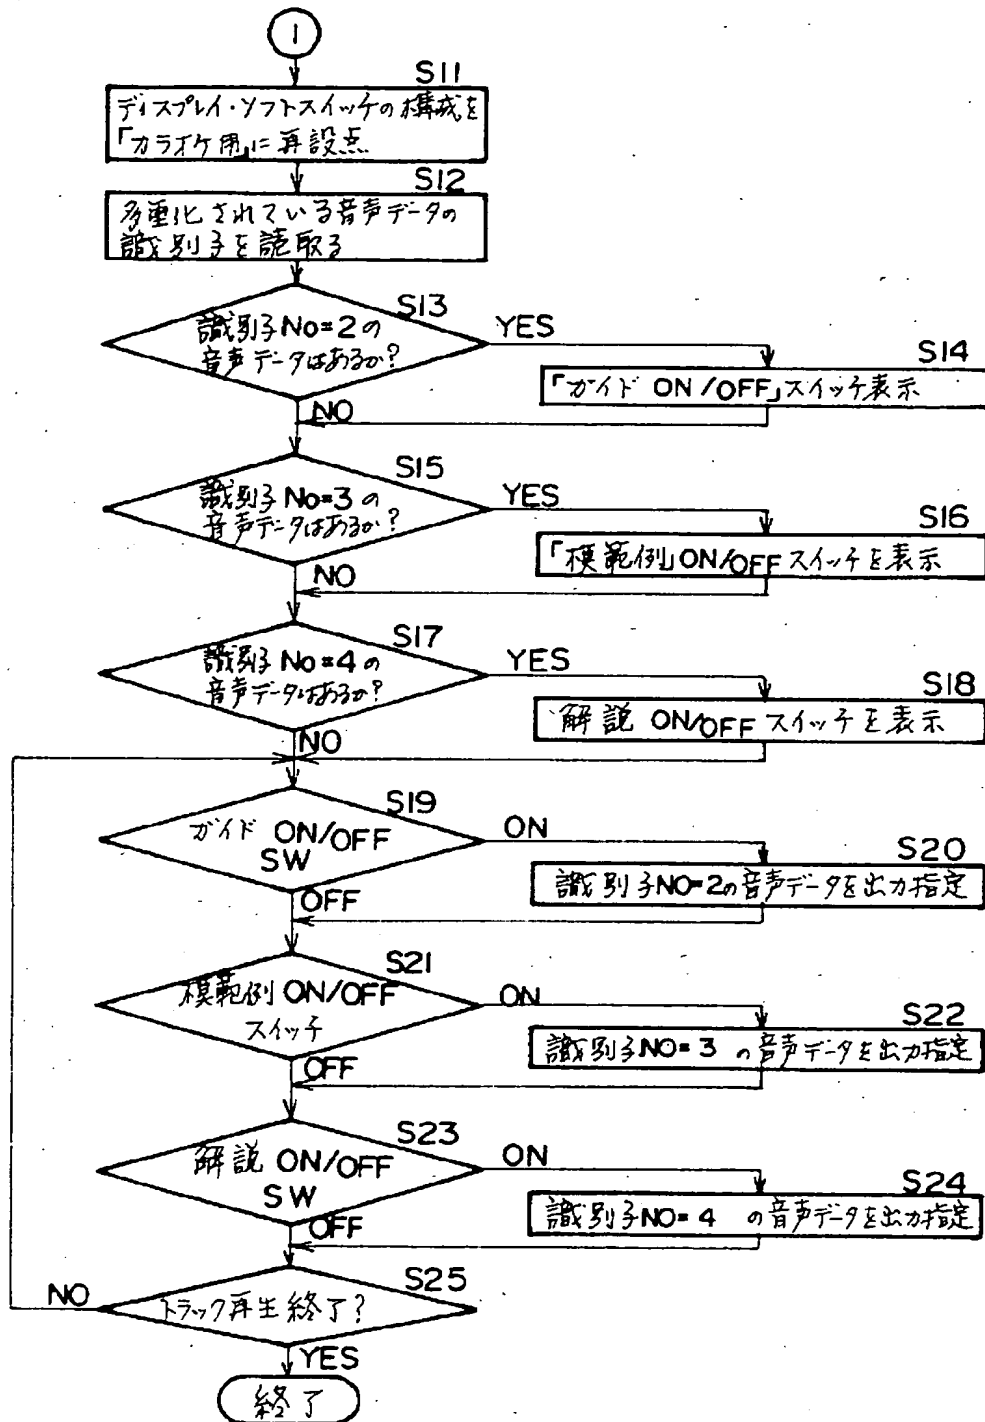 1
S11
ディスプレイ・ソフトスイッチの構成を
「カラオケ用」に再設点
S12
多重化されている音声データの
識別子を読取る
S13
識別子No=2の
音声データはあるか?
YES
S14
「ガイド ON/OFF」スイッチ表示
NO
S15
識別子No=3の
音声データはあるか?
YES
S16
「模範例」ON/OFFスイッチを表示
NO
S17
識別子No=4の
音声データはあるか?
YES
S18
解説 ON/OFF スイッチを表示
NO
S19
ガイド ON/OFF
SW
ON
S20
識別子NO=2の音声データを出力指定
OFF
S21
模範例 ON/OFF
スイッチ
ON
S22
識別子NO=3 の音声データを出力指定
OFF
S23
解説 ON/OFF
SW
ON
S24
識別子NO=4 の音声データを出力指定
OFF
S25
トラック再生終了?
NO
YES
終了